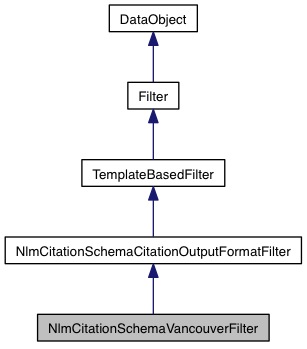 DataObject
Filter
TemplateBasedFilter
NlmCitationSchemaCitationOutputFormatFilter
NlmCitationSchemaVancouverFilter